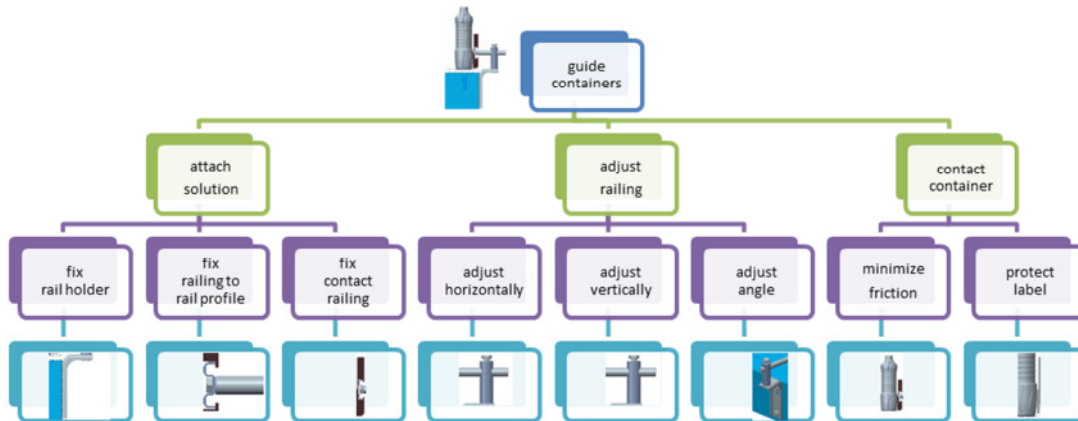 guide
containers
attach
solution
adjust
railing
contact
container
fix
rail holder
fix
railing to
rail profile
fix
contact
railing
adjust
horizontally
adjust
vertically
adjust
angle
minimize
friction
protect
label